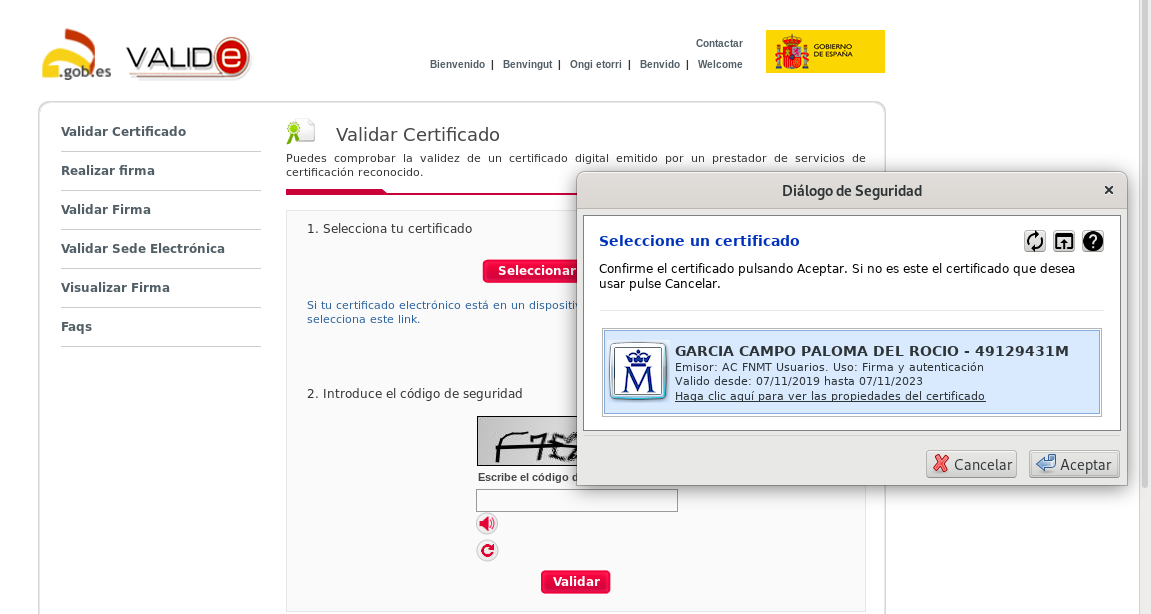 .gob.es
VALIDe
Contactar
Bienvenido | Benvingut | Ongi etorri | Benvido | Welcome
GOBIERNO
DE ESPAÑA
Validar Certificado
Realizar firma
Validar Firma
Validar Sede Electrónica
Visualizar Firma
Faqs
Validar Certificado
Puedes comprobar la validez de un certificado digital emitido por un prestador de servicios de
certificación reconocido.
1. Selecciona tu certificado
Seleccionar
Si tu certificado electrónico está en un
selecciona este link.
2. Introduce el código de seguridad
Escribe el código
Validar
Diálogo de Seguridad
Seleccione un certificado
Confirme el certificado pulsando Aceptar. Si no es este el certificado que desea
usar pulse Cancelar.
GARCIA CAMPO PALOMA DEL ROCIO - 49129431M
Emisor: AC FNMT Usuarios. Uso: Firma y autenticación
Valido desde: 07/11/2019 hasta 07/11/2023
Haga clic aquí para ver las propiedades del certificado
Cancelar
Aceptar